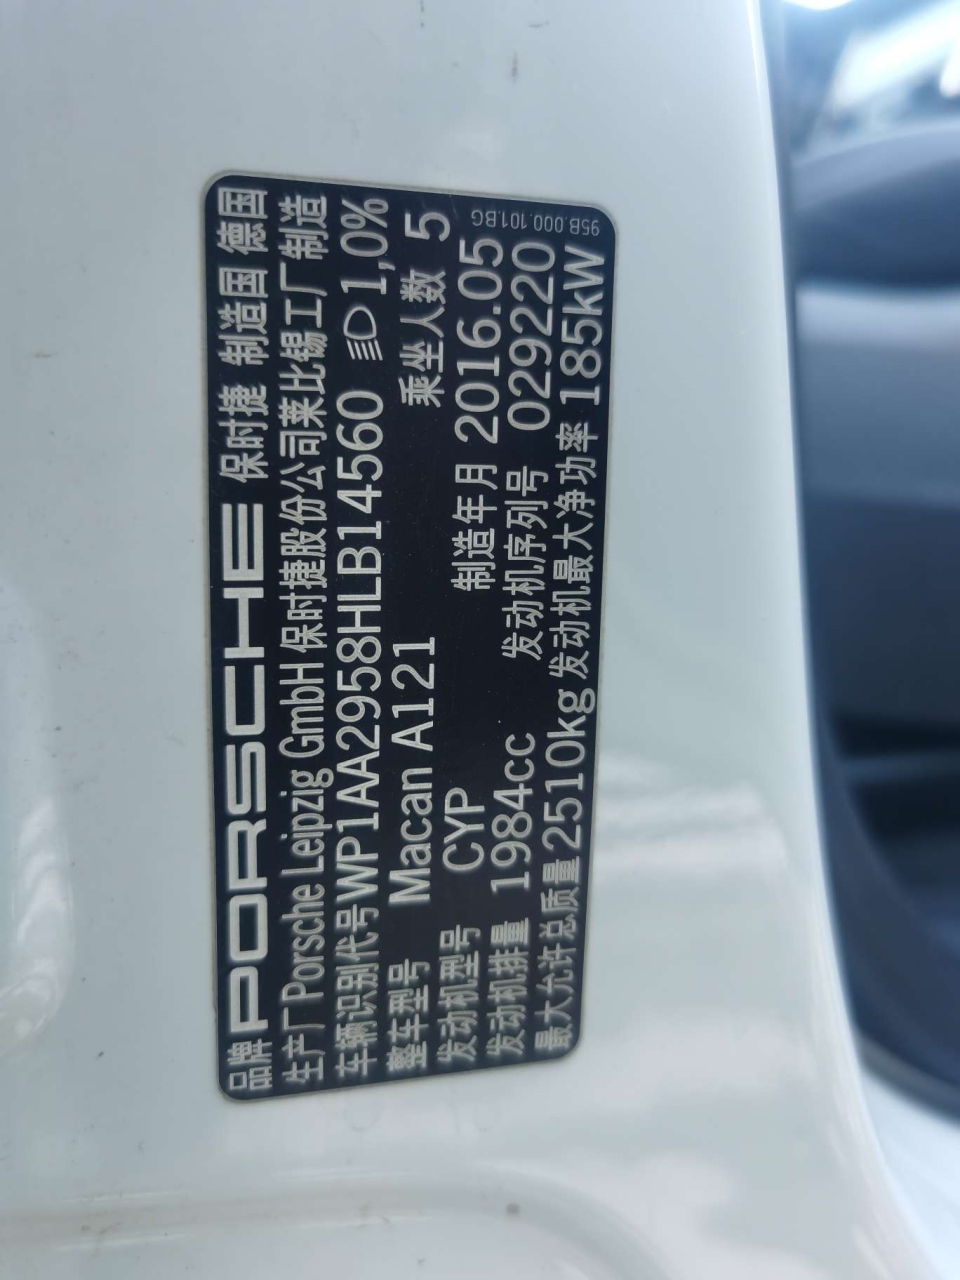 品牌 PORSCHE 保时捷 制造国 德国
生产厂 Porsche Leipzig GmbH 保时捷股份公司莱比锡工厂制造
车辆识别代号 WP1AA2958HLB14560 1,0%
整车型号 Macan A121 乘坐人数 5
发动机型号 CYP 制造年月 2016.05
发动机排量 1984cc 发动机序列号 029220
最大允许总质量 2510kg 发动机最大净功率 185kW
95B.000.101.BG